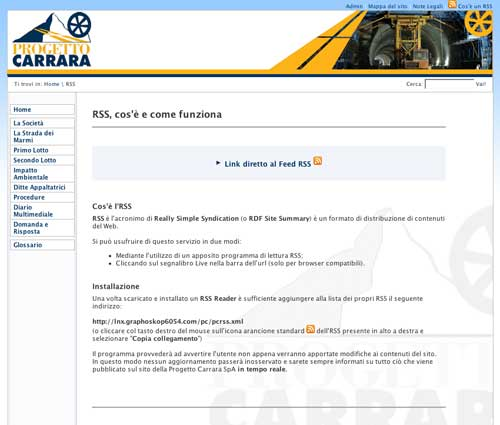 Admin Mappa del sito Note Legali Cos'è un RSS
PROGETTO
CARRARA
Ti trovi in: Home \ RSS
Cerca Vai!
Home
La Società
La Strada dei
Marmi
Primo Lotto
Secondo Lotto
Impatto
Ambientale
Ditte Appaltatrici
Procedure
Diario
Multimediale
Domanda e
Risposta
Glossario
RSS, cos'è e come funziona
Link diretto al Feed RSS
Cos'è l'RSS
RSS è l'acronimo di Really Simple Syndication (o RDF Site Summary) è un formato di distribuzione di contenuti
del Web.
Si può usufruire di questo servizio in due modi:
Mediante l'utilizzo di un apposito programma di lettura RSS;
Cliccando sul segnalibro Live nella barra dell'url (solo per browser compatibili).
Installazione
Una volta scaricato e installato un RSS Reader è sufficiente aggiungere alla lista dei propri RSS il seguente
indirizzo:
http://lnx.graphoskop6054.com/pc/pcrss.xml
(o cliccare col tasto destro del mouse sull'icona arancione standard dell'RSS presente in alto a destra e
selezionare "Copia collegamento")
Il programma provvederà ad avvertire l'utente non appena verranno apportate modifiche ai contenuti del sito.
In questo modo nessun aggiornamento passerà inosservato e sarete sempre informati su tutto ciò che viene
pubblicato sul sito della Progetto Carrara SpA in tempo reale.
PROGETTO
CARRARA